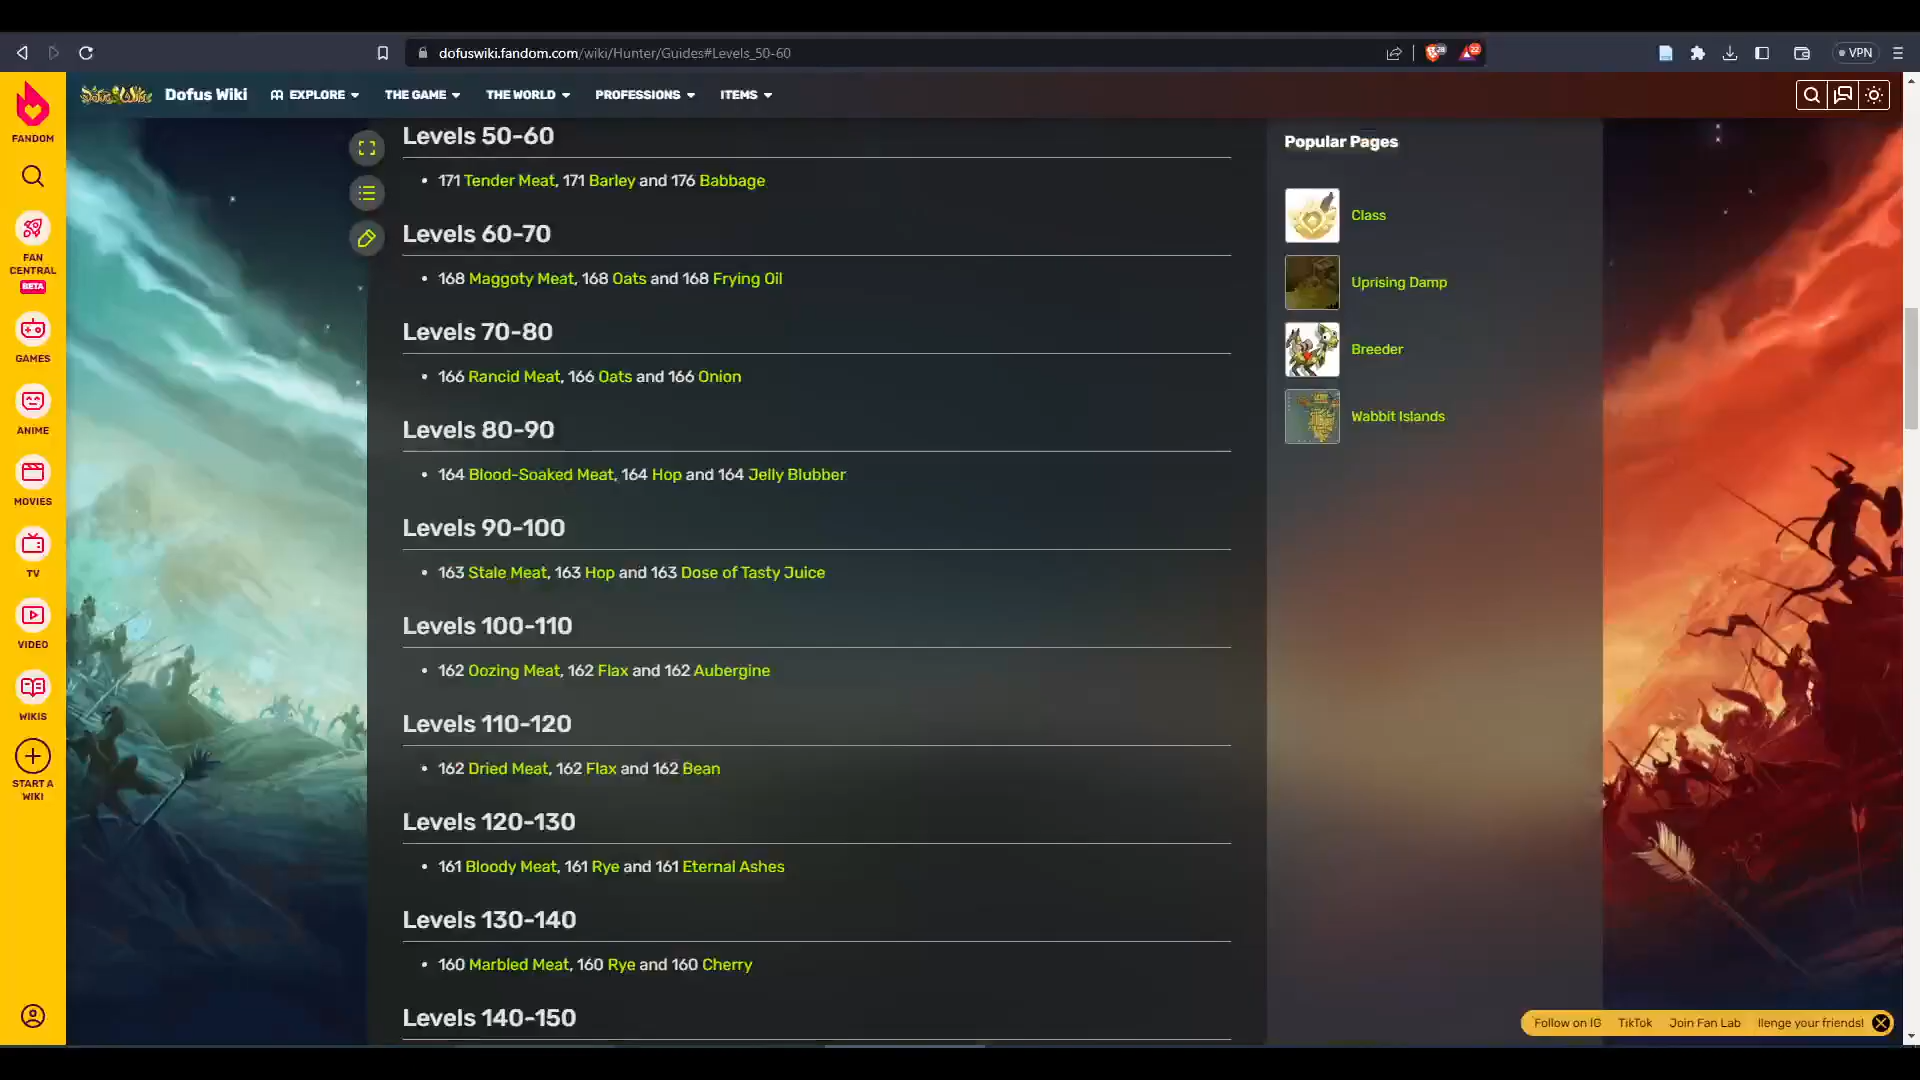 dofuswiki.fandom.com/wiki/Hunter/Guides#Levels_50-60
28
22
VPN
FANDOM
FAN CENTRAL
BETA
GAMES
ANIME
MOVIES
TV
VIDEO
WIKIS
START A WIKI
Dofus Wiki
Dofus Wiki
EXPLORE
THE GAME
THE WORLD
PROFESSIONS
ITEMS
Levels 50-60
• 171 Tender Meat, 171 Barley and 176 Babbage
Levels 60-70
• 168 Maggoty Meat, 168 Oats and 168 Frying Oil
Levels 70-80
• 166 Rancid Meat, 166 Oats and 166 Onion
Levels 80-90
• 164 Blood-Soaked Meat, 164 Hop and 164 Jelly Blubber
Levels 90-100
• 163 Stale Meat, 163 Hop and 163 Dose of Tasty Juice
Levels 100-110
• 162 Oozing Meat, 162 Flax and 162 Aubergine
Levels 110-120
• 162 Dried Meat, 162 Flax and 162 Bean
Levels 120-130
• 161 Bloody Meat, 161 Rye and 161 Eternal Ashes
Levels 130-140
• 160 Marbled Meat, 160 Rye and 160 Cherry
Levels 140-150
Popular Pages
Class
Uprising Damp
Breeder
Wabbit Islands
Follow on IG TikTok Join Fan Lab llenge your friends!